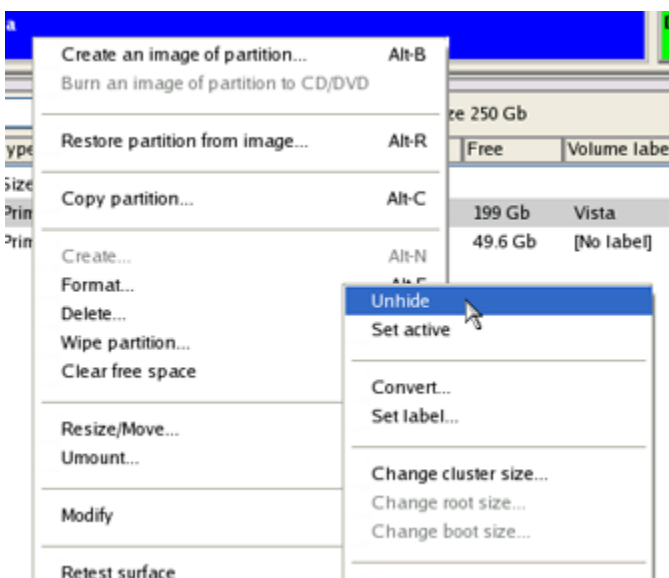 a
Create an image of partition... Alt-B
Burn an image of partition to CD/DVD
ze 250 Gb
Restore partition from image... Alt-R
ype Free Volume labe
Size
Copy partition... Alt-C
Prim 199 Gb Vista
Prim 49.6 Gb [No label]
Create... Alt-N
Format...
Unhide
Delete...
Set active
Wipe partition...
Clear free space
Convert...
Set label...
Resize/Move...
Umount...
Change cluster size...
Change root size...
Modify
Change boot size...
Retest surface